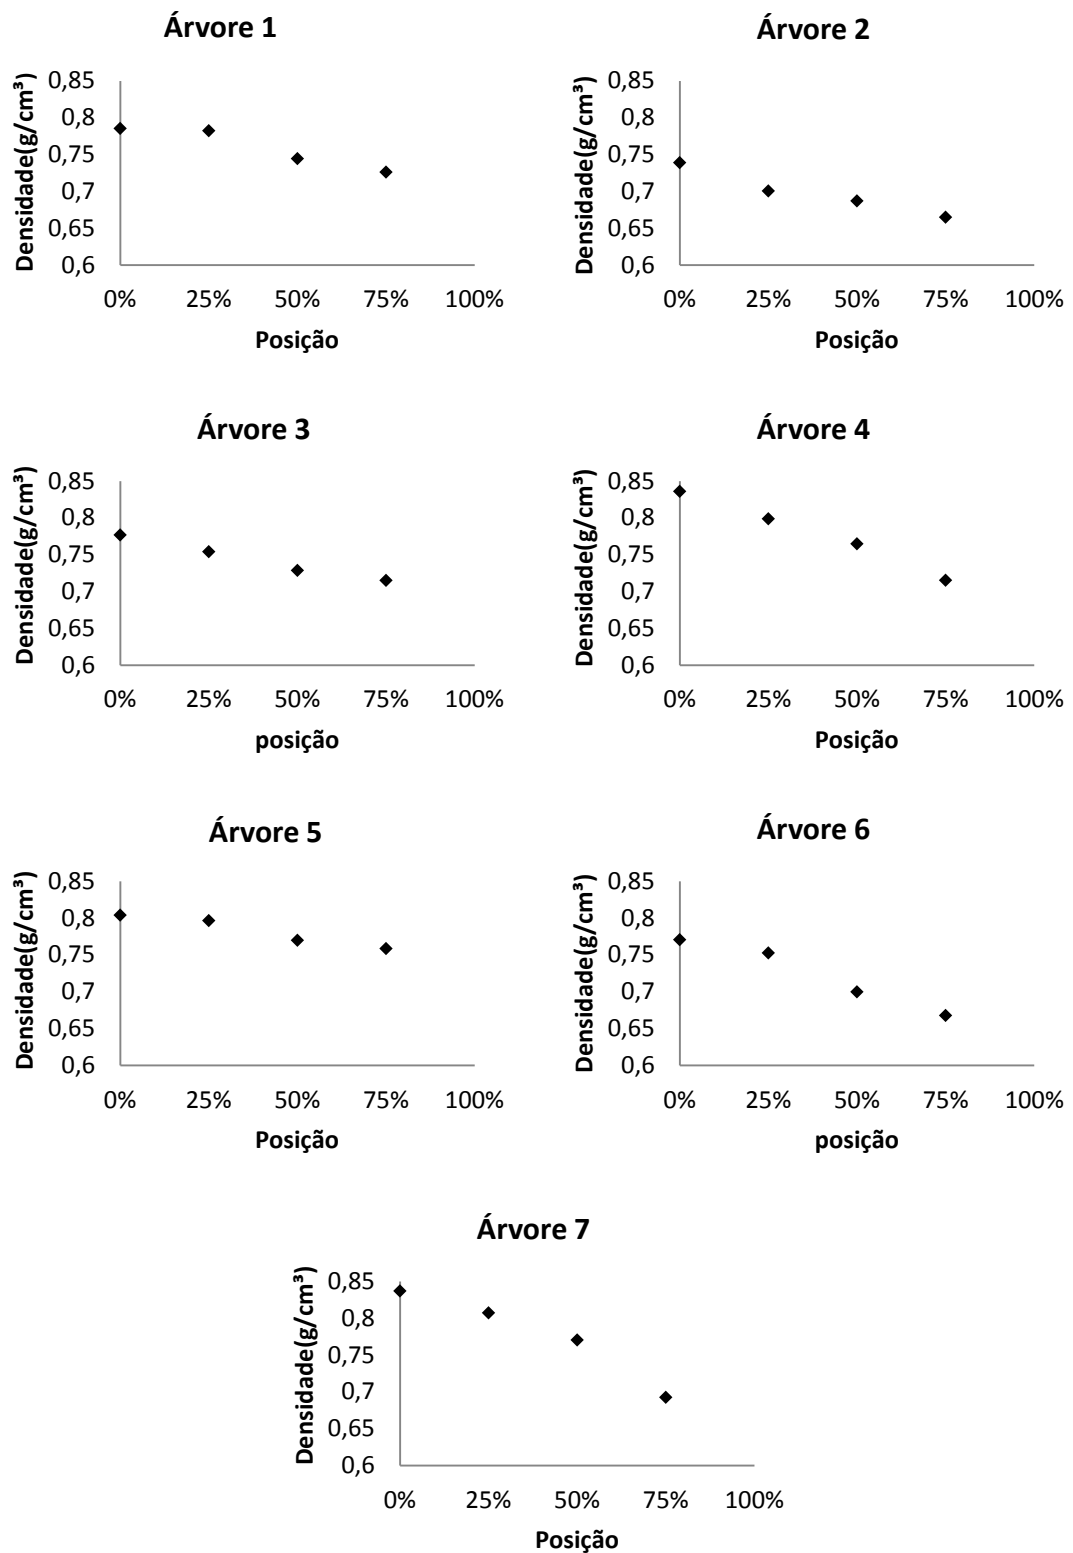 Árvore 1
Densidade(g/cm³)
0,85
0,8
0,75
0,7
0,65
0,6
0% 25% 50% 75% 100%
Posição
Árvore 2
Densidade(g/cm³)
0,85
0,8
0,75
0,7
0,65
0,6
0% 25% 50% 75% 100%
Posição
Árvore 3
Densidade(g/cm³)
0,85
0,8
0,75
0,7
0,65
0,6
0% 25% 50% 75% 100%
posição
Árvore 4
Densidade(g/cm³)
0,85
0,8
0,75
0,7
0,65
0,6
0% 25% 50% 75% 100%
Posição
Árvore 5
Densidade(g/cm³)
0,85
0,8
0,75
0,7
0,65
0,6
0% 25% 50% 75% 100%
Posição
Árvore 6
Densidade(g/cm³)
0,85
0,8
0,75
0,7
0,65
0,6
0% 25% 50% 75% 100%
posição
Árvore 7
Densidade(g/cm³)
0,85
0,8
0,75
0,7
0,65
0,6
0% 25% 50% 75% 100%
Posição